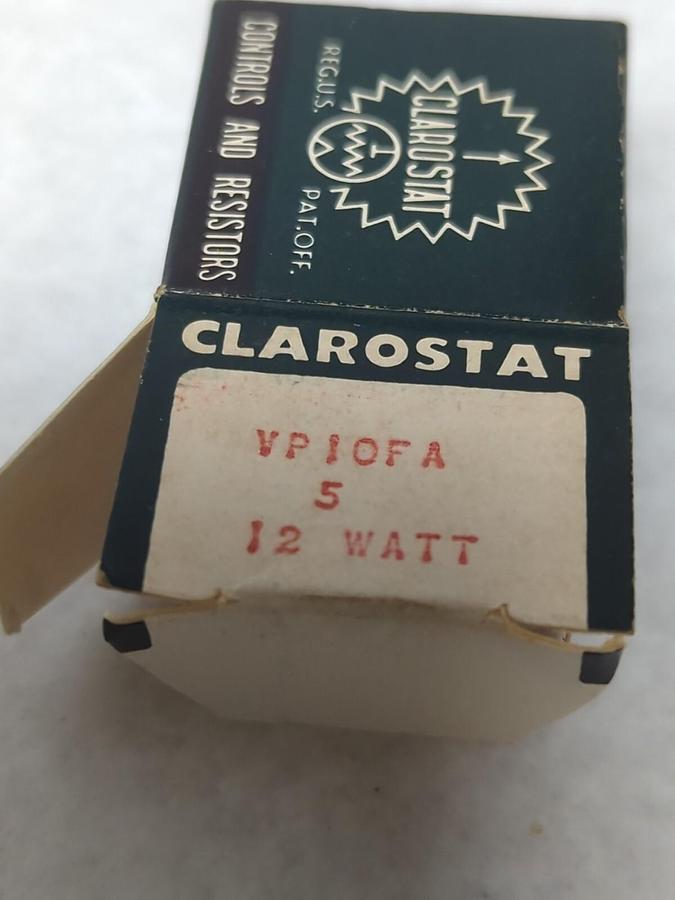 CONTROLS AND RESISTORS
REG.U.S. PAT.OFF.
CLAROSTAT
CLAROSTAT
VP10FA
5
12 WATT